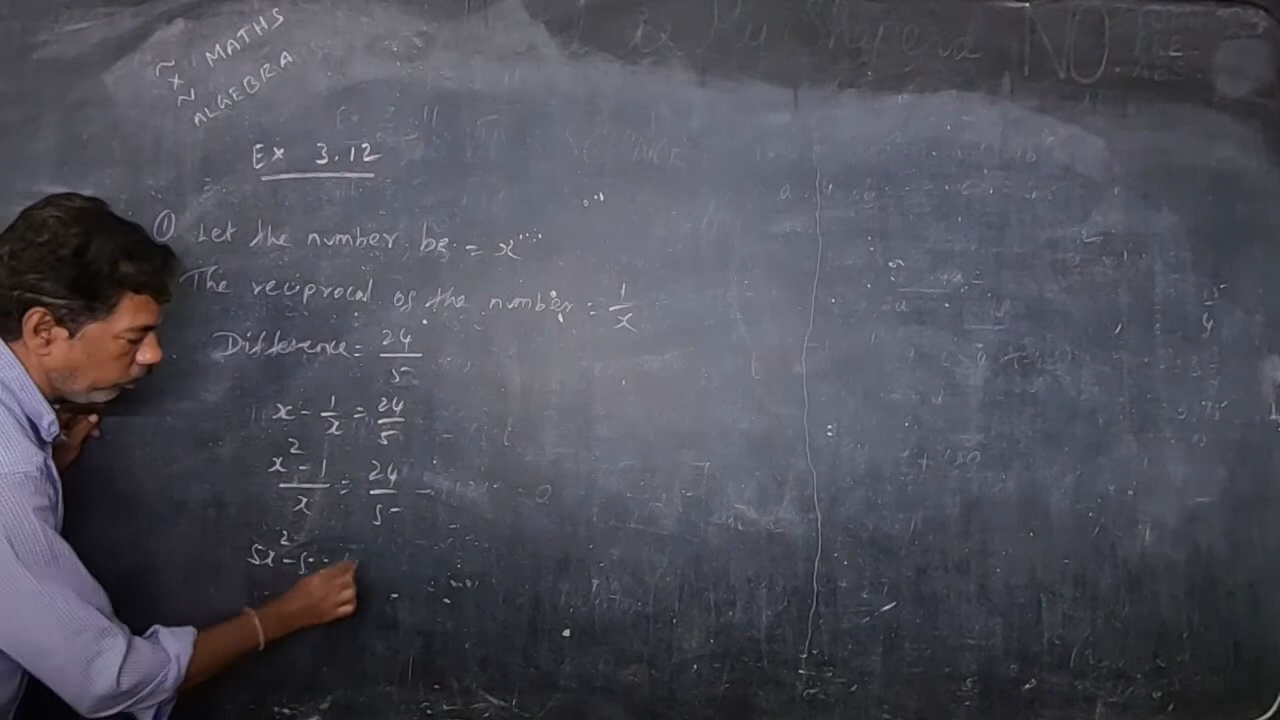 X MATHS
ALGEBRA
Ex 3.12
① Let the number be = x
The reciprocal of the number = 1/x
Difference = 24/5
x - 1/x = 24/5
x² - 1/x = 24/5
5x² - 5